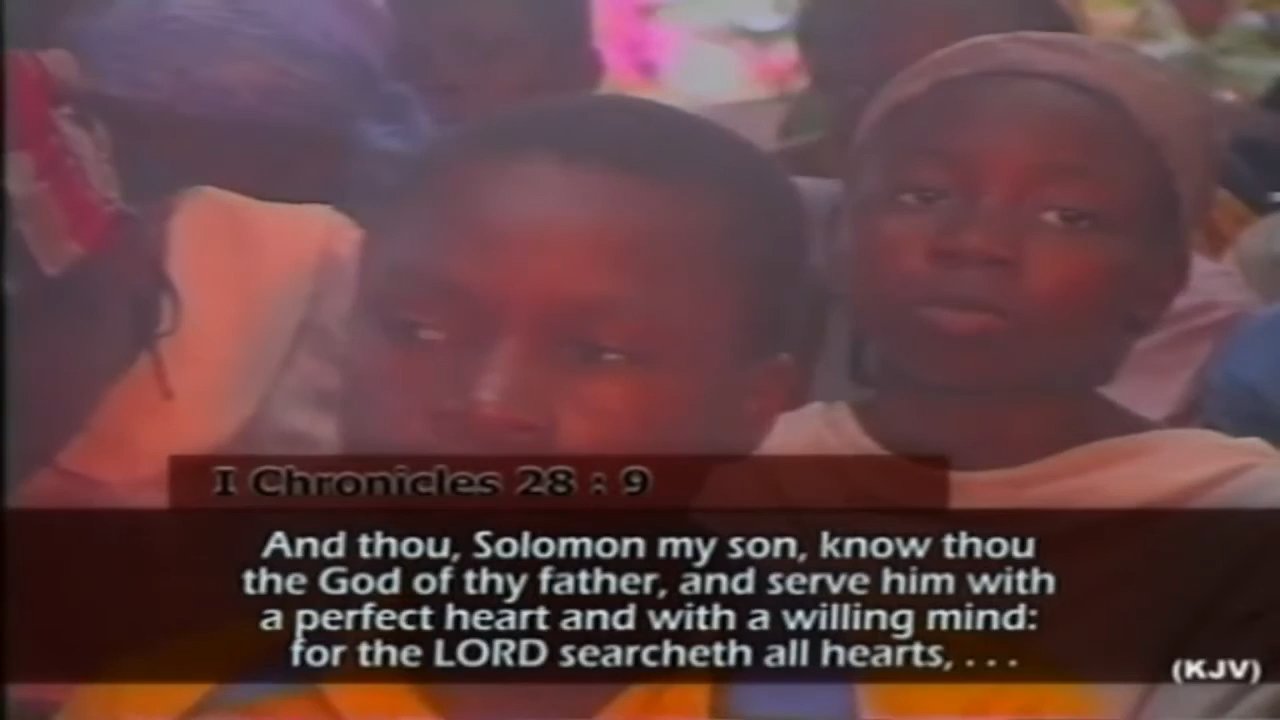 I Chronicles 28 : 9
And thou, Solomon my son, know thou
the God of thy father, and serve him with
a perfect heart and with a willing mind:
for the LORD searcheth all hearts, . . .
(KJV)